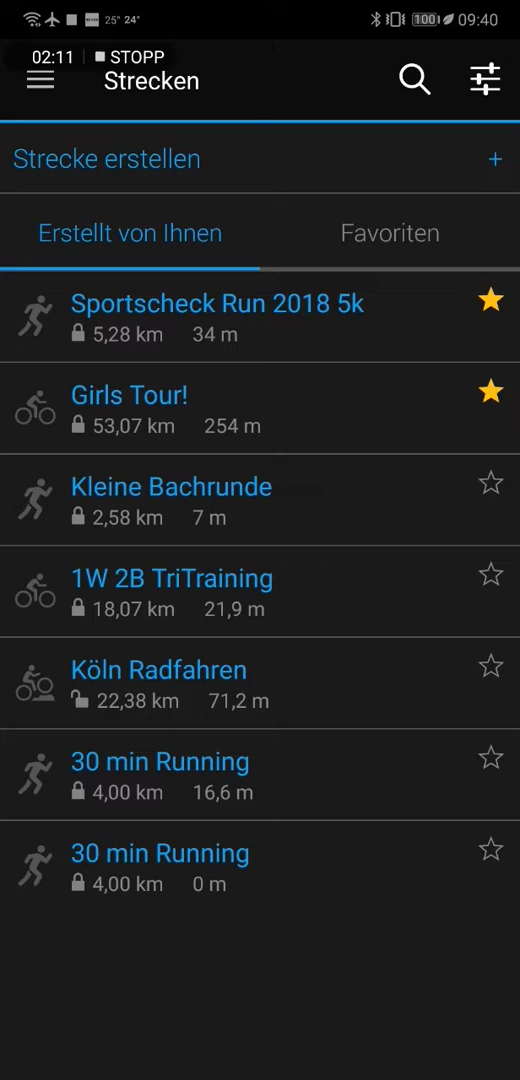 25° 24° 100 09:40
02:11 STOPP
Strecken
Strecke erstellen +
Erstellt von Ihnen Favoriten
Sportscheck Run 2018 5k
5,28 km 34 m
Girls Tour!
53,07 km 254 m
Kleine Bachrunde
2,58 km 7 m
1W 2B TriTraining
18,07 km 21,9 m
Köln Radfahren
22,38 km 71,2 m
30 min Running
4,00 km 16,6 m
30 min Running
4,00 km 0 m